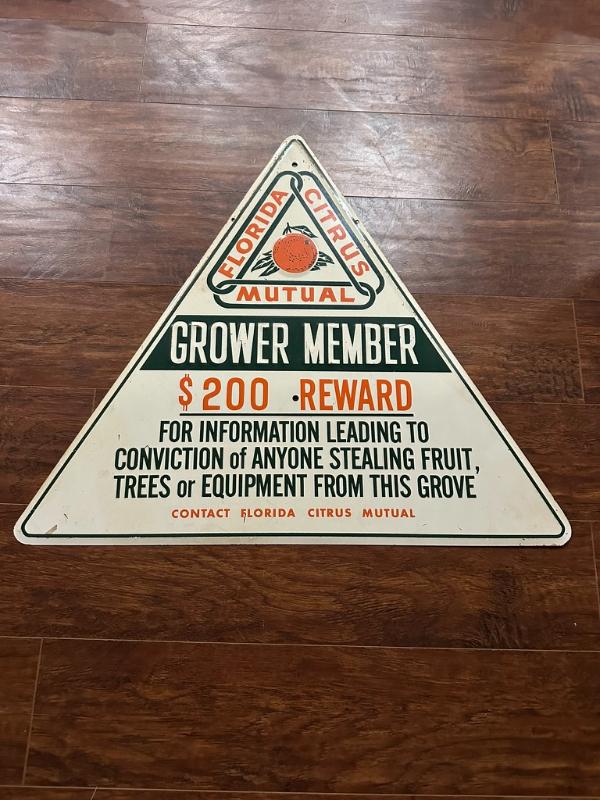 FLORIDA
CITRUS
MUTUAL
GROWER MEMBER
$200 REWARD
FOR INFORMATION LEADING TO
CONVICTION of ANYONE STEALING FRUIT,
TREES or EQUIPMENT FROM THIS GROVE
CONTACT FLORIDA CITRUS MUTUAL